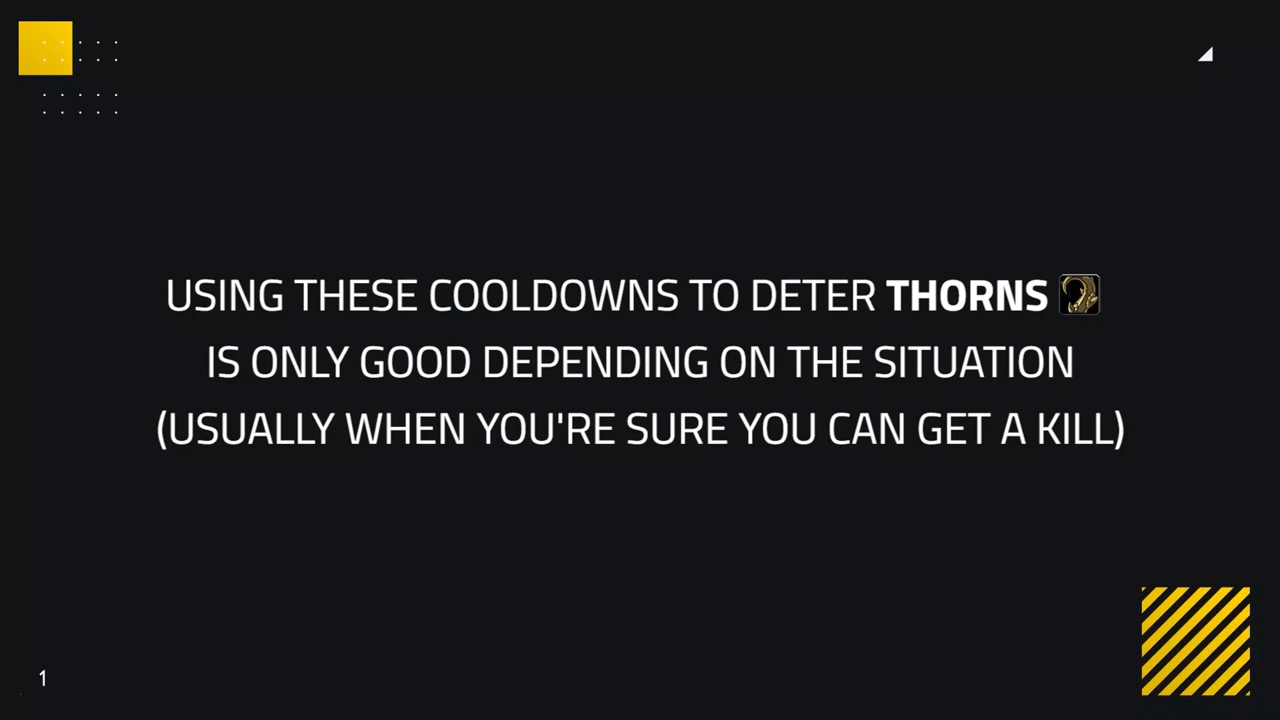 USING THESE COOLDOWNS TO DETER THORNS
IS ONLY GOOD DEPENDING ON THE SITUATION
(USUALLY WHEN YOU'RE SURE YOU CAN GET A KILL)
1